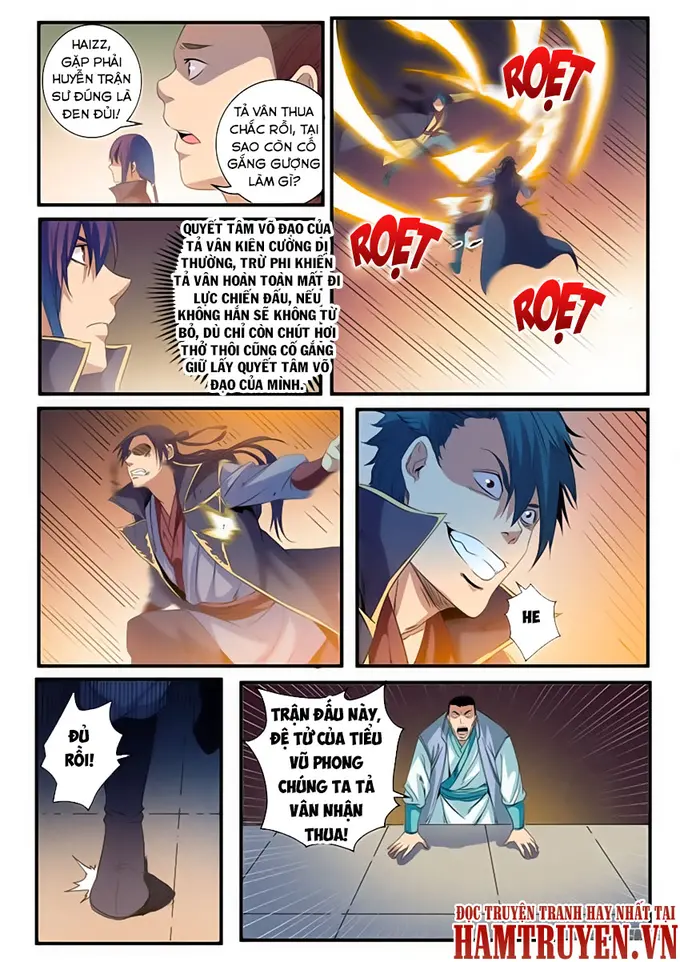 HAIZZ,
GẶP PHẢI
HUYỄN TRẬN
SƯ ĐÚNG LÀ
ĐEN ĐỦI!
TẢ VÂN THUA
CHẮC RỒI, TẠI
SAO CÒN CỐ
GẮNG GƯỢNG
LÀM GÌ?
ROẸT
ROẸT
ROẸT
ROẸT
QUYẾT TÂM VÕ ĐẠO CỦA
TẢ VÂN KIÊN CƯỜNG DỊ
THƯỜNG, TRỪ PHI KHIẾN
TẢ VÂN HOÀN TOÀN MẤT ĐI
LỰC CHIẾN ĐẤU, NẾU
KHÔNG HẮN SẼ KHÔNG TỪ
BỎ, DÙ CHỈ CÒN CHÚT HƠI
THỞ THÔI CŨNG CỐ GẮNG
GIỮ LẤY QUYẾT TÂM VÕ
ĐẠO CỦA MÌNH.
HE
ĐỦ
RỒI!
TRẬN ĐẤU NÀY,
ĐỆ TỬ CỦA TIỂU
VŨ PHONG
CHÚNG TA TẢ
VÂN NHẬN
THUA!
ĐỌC TRUYỆN TRANH HAY NHẤT TẠI
HAMTRUYEN.VN